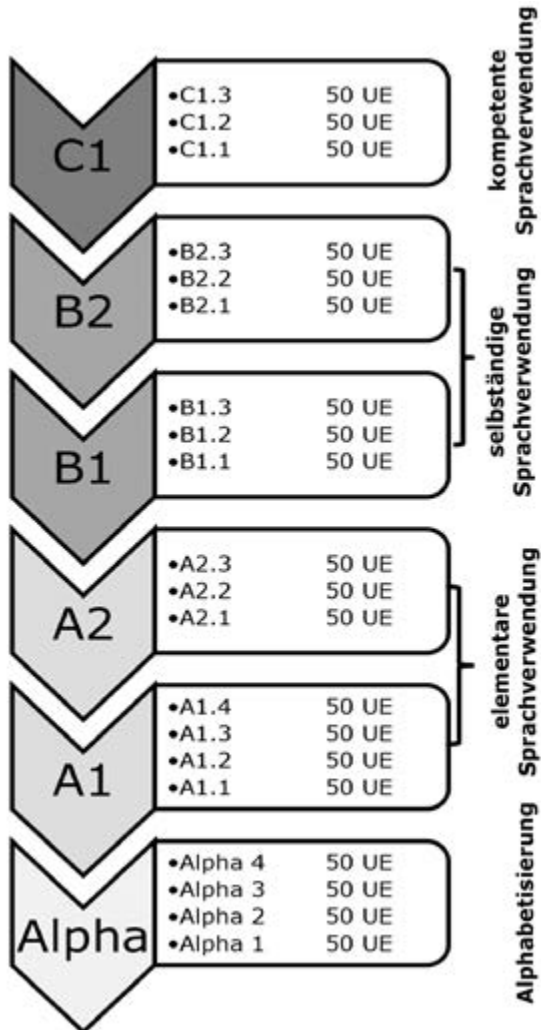 C1
•C1.3 50 UE
•C1.2 50 UE
•C1.1 50 UE
kompetente
Sprachverwendung
B2
•B2.3 50 UE
•B2.2 50 UE
•B2.1 50 UE
B1
•B1.3 50 UE
•B1.2 50 UE
•B1.1 50 UE
selbständige
Sprachverwendung
A2
•A2.3 50 UE
•A2.2 50 UE
•A2.1 50 UE
A1
•A1.4 50 UE
•A1.3 50 UE
•A1.2 50 UE
•A1.1 50 UE
elementare
Sprachverwendung
Alpha
•Alpha 4 50 UE
•Alpha 3 50 UE
•Alpha 2 50 UE
•Alpha 1 50 UE
Alphabetisierung